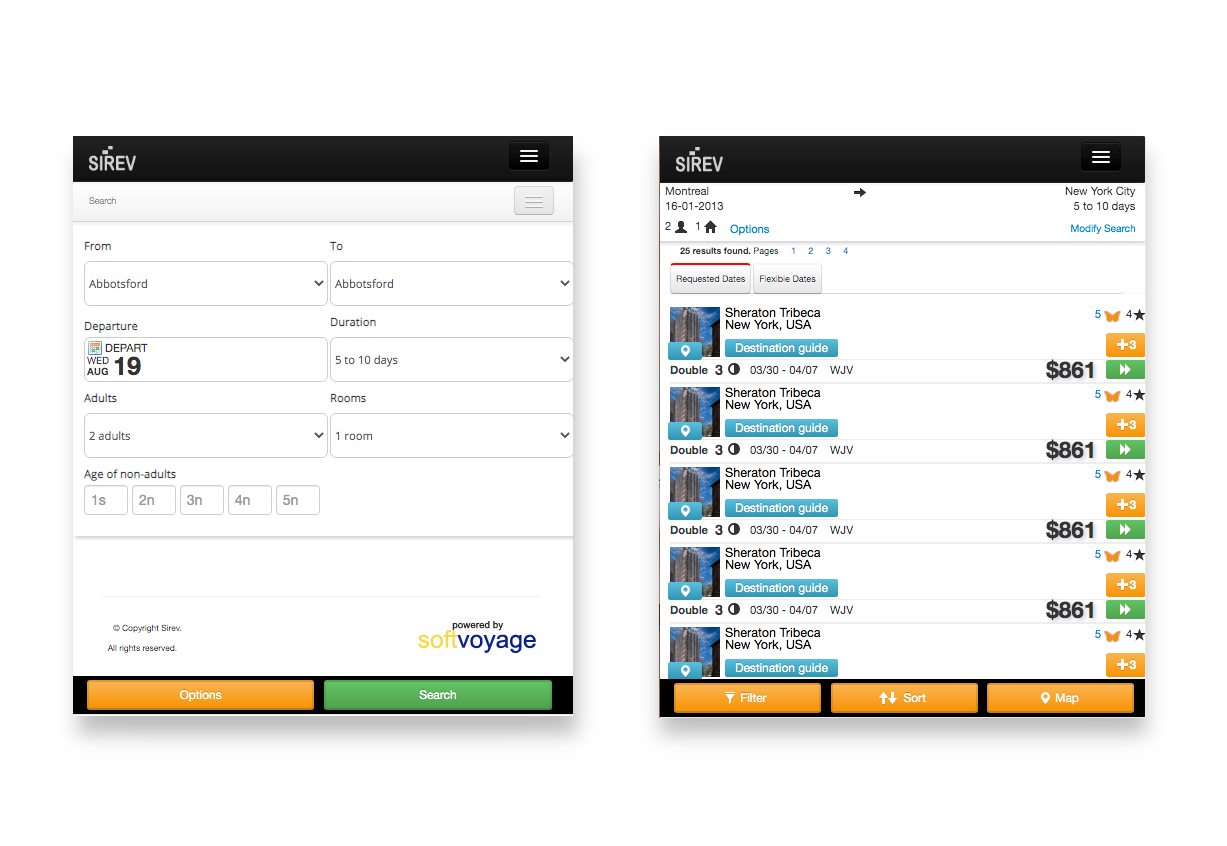 SIREV
Search
From
To
Abbotsford
Abbotsford
Departure
Duration
DEPART
WED
AUG 19
5 to 10 days
Adults
Rooms
2 adults
1 room
Age of non-adults
1s 2n 3n 4n 5n
© Copyright Sirev.
All rights reserved.
powered by
softvoyage
Options
Search
SIREV
Montreal
New York City
16-01-2013
5 to 10 days
2 1 Options
Modify Search
25 results found. Pages 1 2 3 4
Requested Dates
Flexible Dates
Sheraton Tribeca
New York, USA
5 4
Destination guide
+3
Double 3 03/30 - 04/07 WJV
$861
Sheraton Tribeca
New York, USA
5 4
Destination guide
+3
Double 3 03/30 - 04/07 WJV
$861
Sheraton Tribeca
New York, USA
5 4
Destination guide
+3
Double 3 03/30 - 04/07 WJV
$861
Sheraton Tribeca
New York, USA
5 4
Destination guide
+3
Double 3 03/30 - 04/07 WJV
$861
Sheraton Tribeca
New York, USA
5 4
Destination guide
+3
Filter
Sort
Map